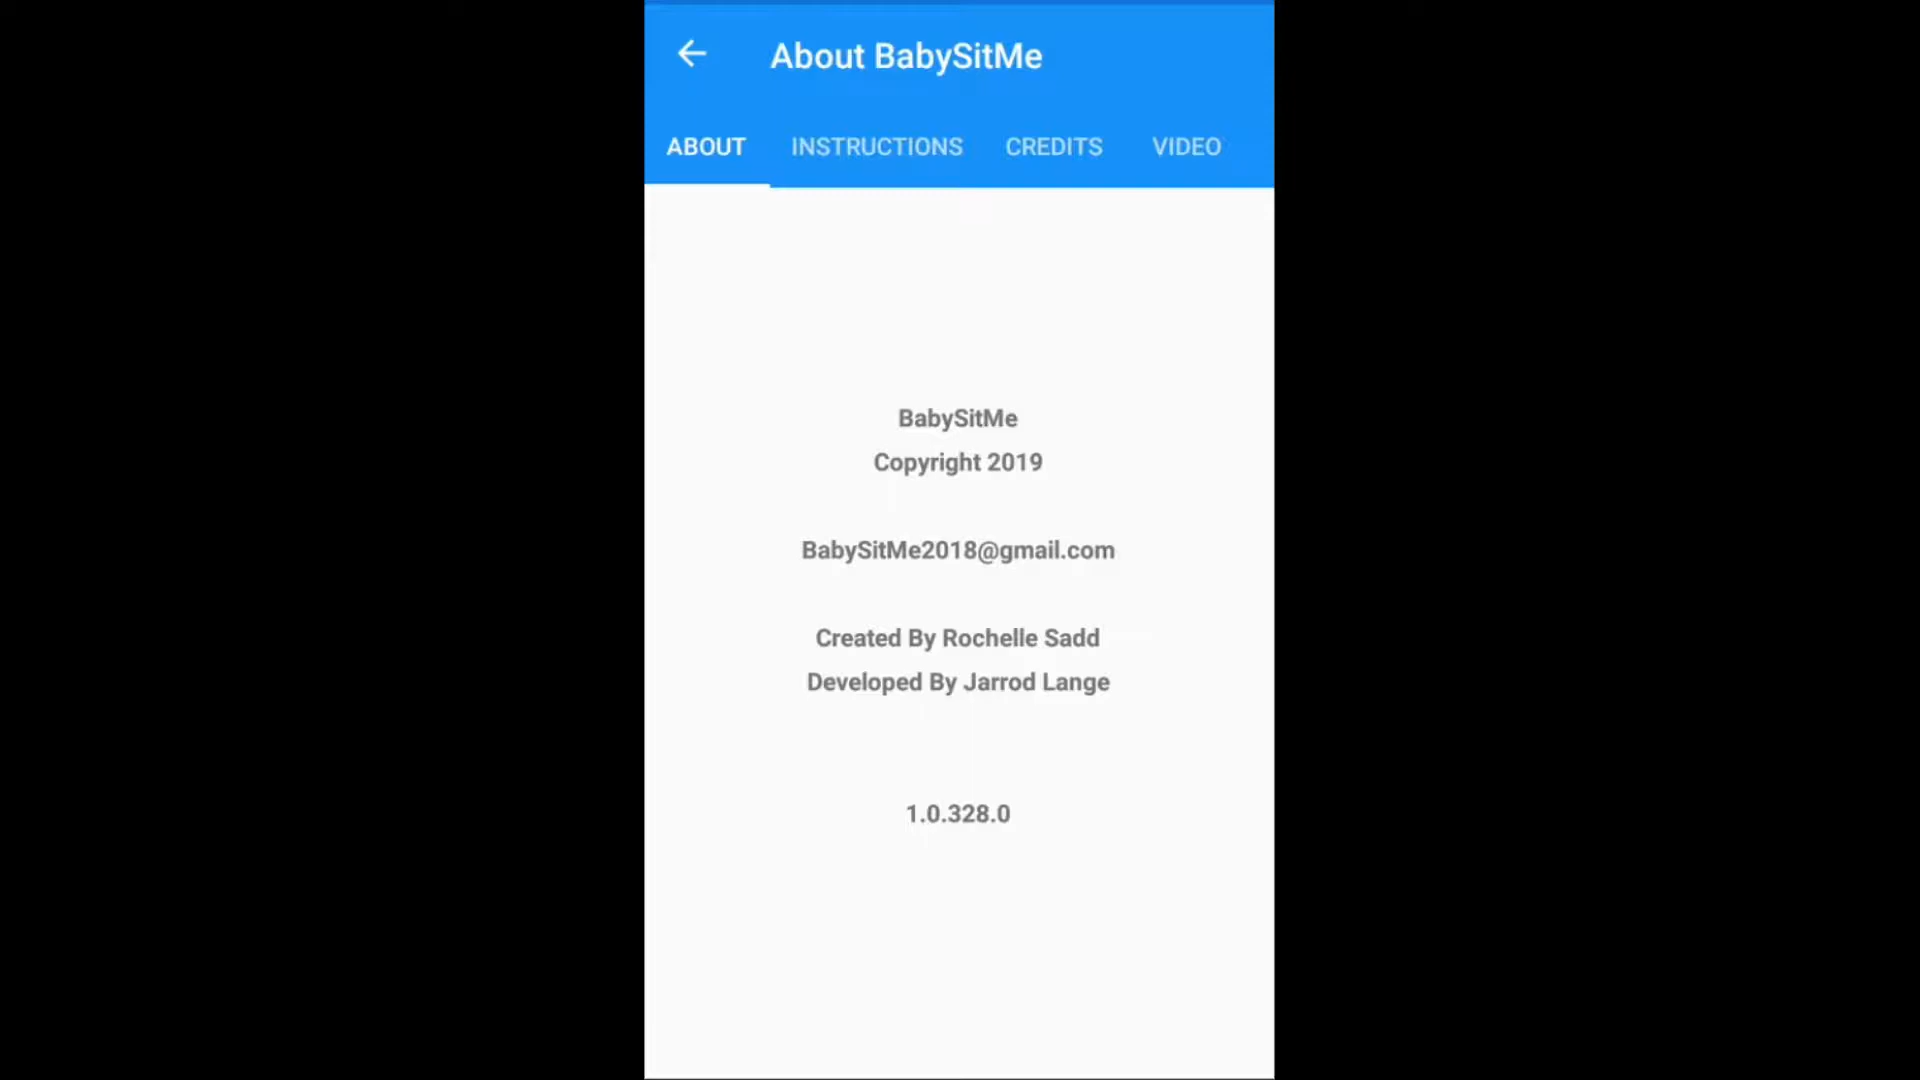 About BabySitMe
ABOUT INSTRUCTIONS CREDITS VIDEO
BabySitMe
Copyright 2019
BabySitMe2018@gmail.com
Created By Rochelle Sadd
Developed By Jarrod Lange
1.0.328.0